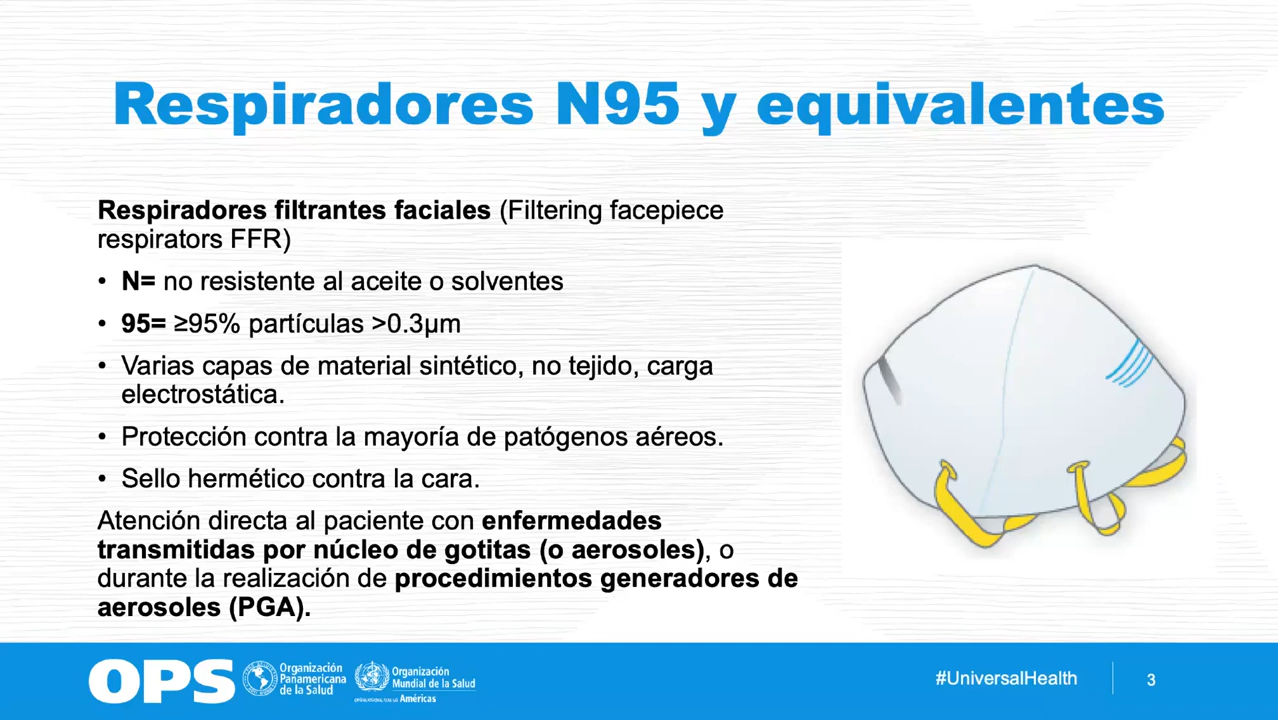 Respiradores N95 y equivalentes
Respiradores filtrantes faciales (Filtering facepiece
respirators FFR)
• N= no resistente al aceite o solventes
• 95= ≥95% partículas >0.3µm
• Varias capas de material sintético, no tejido, carga
electrostática.
• Protección contra la mayoría de patógenos aéreos.
• Sello hermético contra la cara.
Atención directa al paciente con enfermedades
transmitidas por núcleo de gotitas (o aerosoles), o
durante la realización de procedimientos generadores de
aerosoles (PGA).
OPS
Organización
Panamericana
de la Salud
Organización
Mundial de la Salud
Américas
#UniversalHealth
3